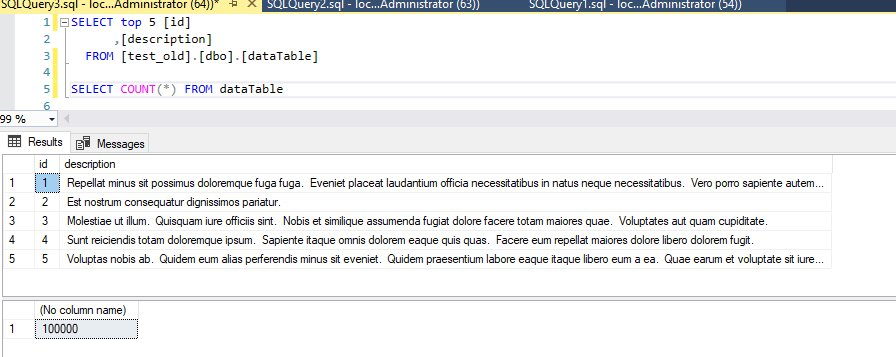 SQLQuery3.sql - loc...Administrator (64))* SQLQuery2.sql - loc...Administrator (63)) SQLQuery1.sql - loc...Administrator (54))
1 SELECT top 5 [id]
2 ,[description]
3 FROM [test_old].[dbo].[dataTable]
4
5 SELECT COUNT(*) FROM dataTable
6
99 %
Results Messages
id description
1 1 Repellat minus sit possimus doloremque fuga fuga. Eveniet placeat laudantium officia necessitatibus in natus neque necessitatibus. Vero porro sapiente autem...
2 2 Est nostrum consequatur dignissimos pariatur.
3 3 Molestiae ut illum. Quisquam iure officiis sint. Nobis et similique assumenda fugiat dolore facere totam maiores quae. Voluptates aut quam cupiditate.
4 4 Sunt reiciendis totam doloremque ipsum. Sapiente itaque omnis dolorem eaque quis quas. Facere eum repellat maiores dolore libero dolorem fugit.
5 5 Voluptas nobis ab. Quidem eum alias perferendis minus sit eveniet. Quidem praesentium labore eaque itaque libero eum a ea. Quae earum et voluptate sit iure...
(No column name)
1 100000